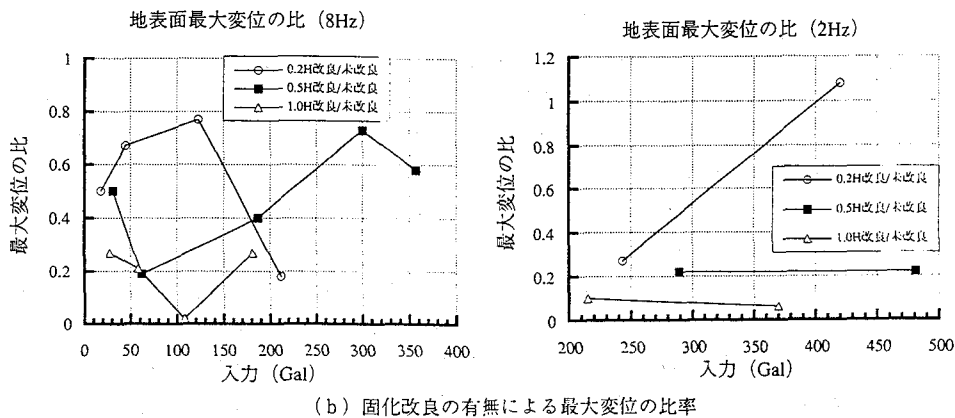 地表面最大変位の比 (8Hz)
最大変位の比
1
0.8
0.6
0.4
0.2
0
0.2H改良/未改良
0.5H改良/未改良
1.0H改良/未改良
0 50 100 150 200 250 300 350 400
入力 (Gal)
地表面最大変位の比 (2Hz)
最大変位の比
1.2
1
0.8
0.6
0.4
0.2
0
0.2H改良/未改良
0.5H改良/未改良
1.0H改良/未改良
200 250 300 350 400 450 500
入力 (Gal)
(b) 固化改良の有無による最大変位の比率